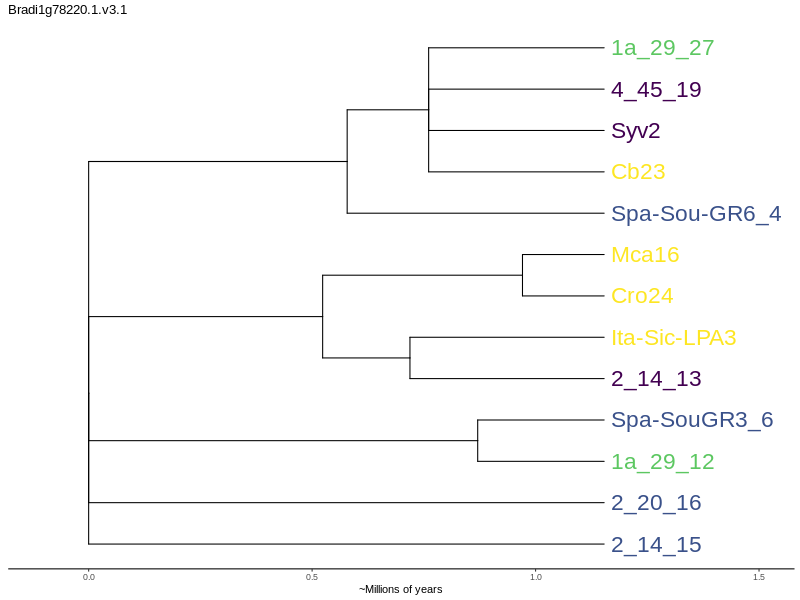 Bradi1g78220.1.v3.1
1a_29_27
4_45_19
Syv2
Cb23
Spa-Sou-GR6_4
Mca16
Cro24
Ita-Sic-LPA3
2_14_13
Spa-SouGR3_6
1a_29_12
2_20_16
2_14_15
0.0 0.5 1.0 1.5
~Millions of years